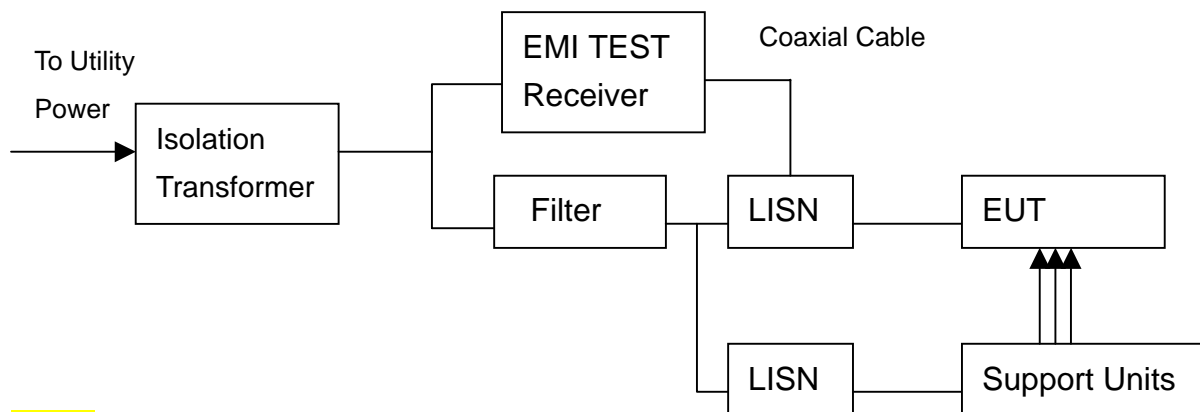 To Utility
Power
Isolation
Transformer
EMI TEST
Receiver
Coaxial Cable
Filter
LISN
EUT
LISN
Support Units